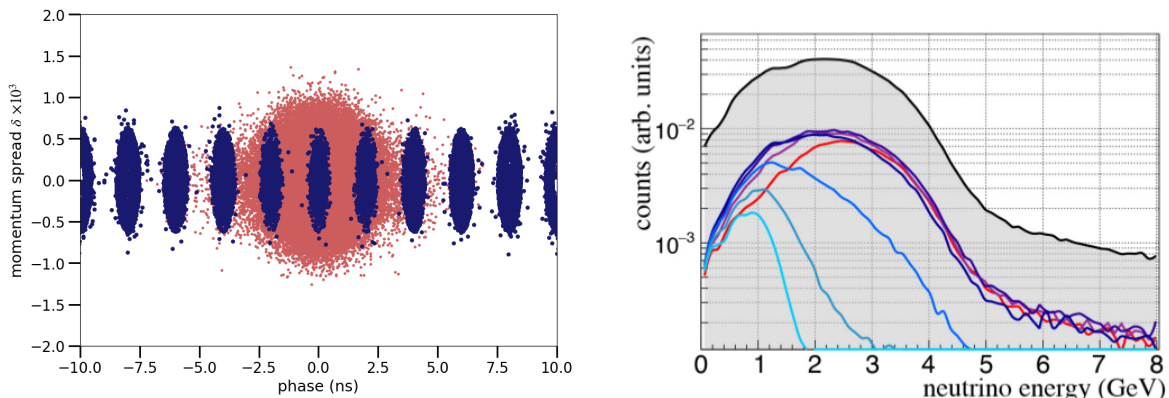 2.0
1.5
1.0
0.5
0.0
−0.5
−1.0
−1.5
−2.0
momentum spread δ ×10³
−10.0 −7.5 −5.0 −2.5 0.0 2.5 5.0 7.5 10.0
phase (ns)
counts (arb. units)
10⁻²
10⁻³
0 1 2 3 4 5 6 7 8
neutrino energy (GeV)